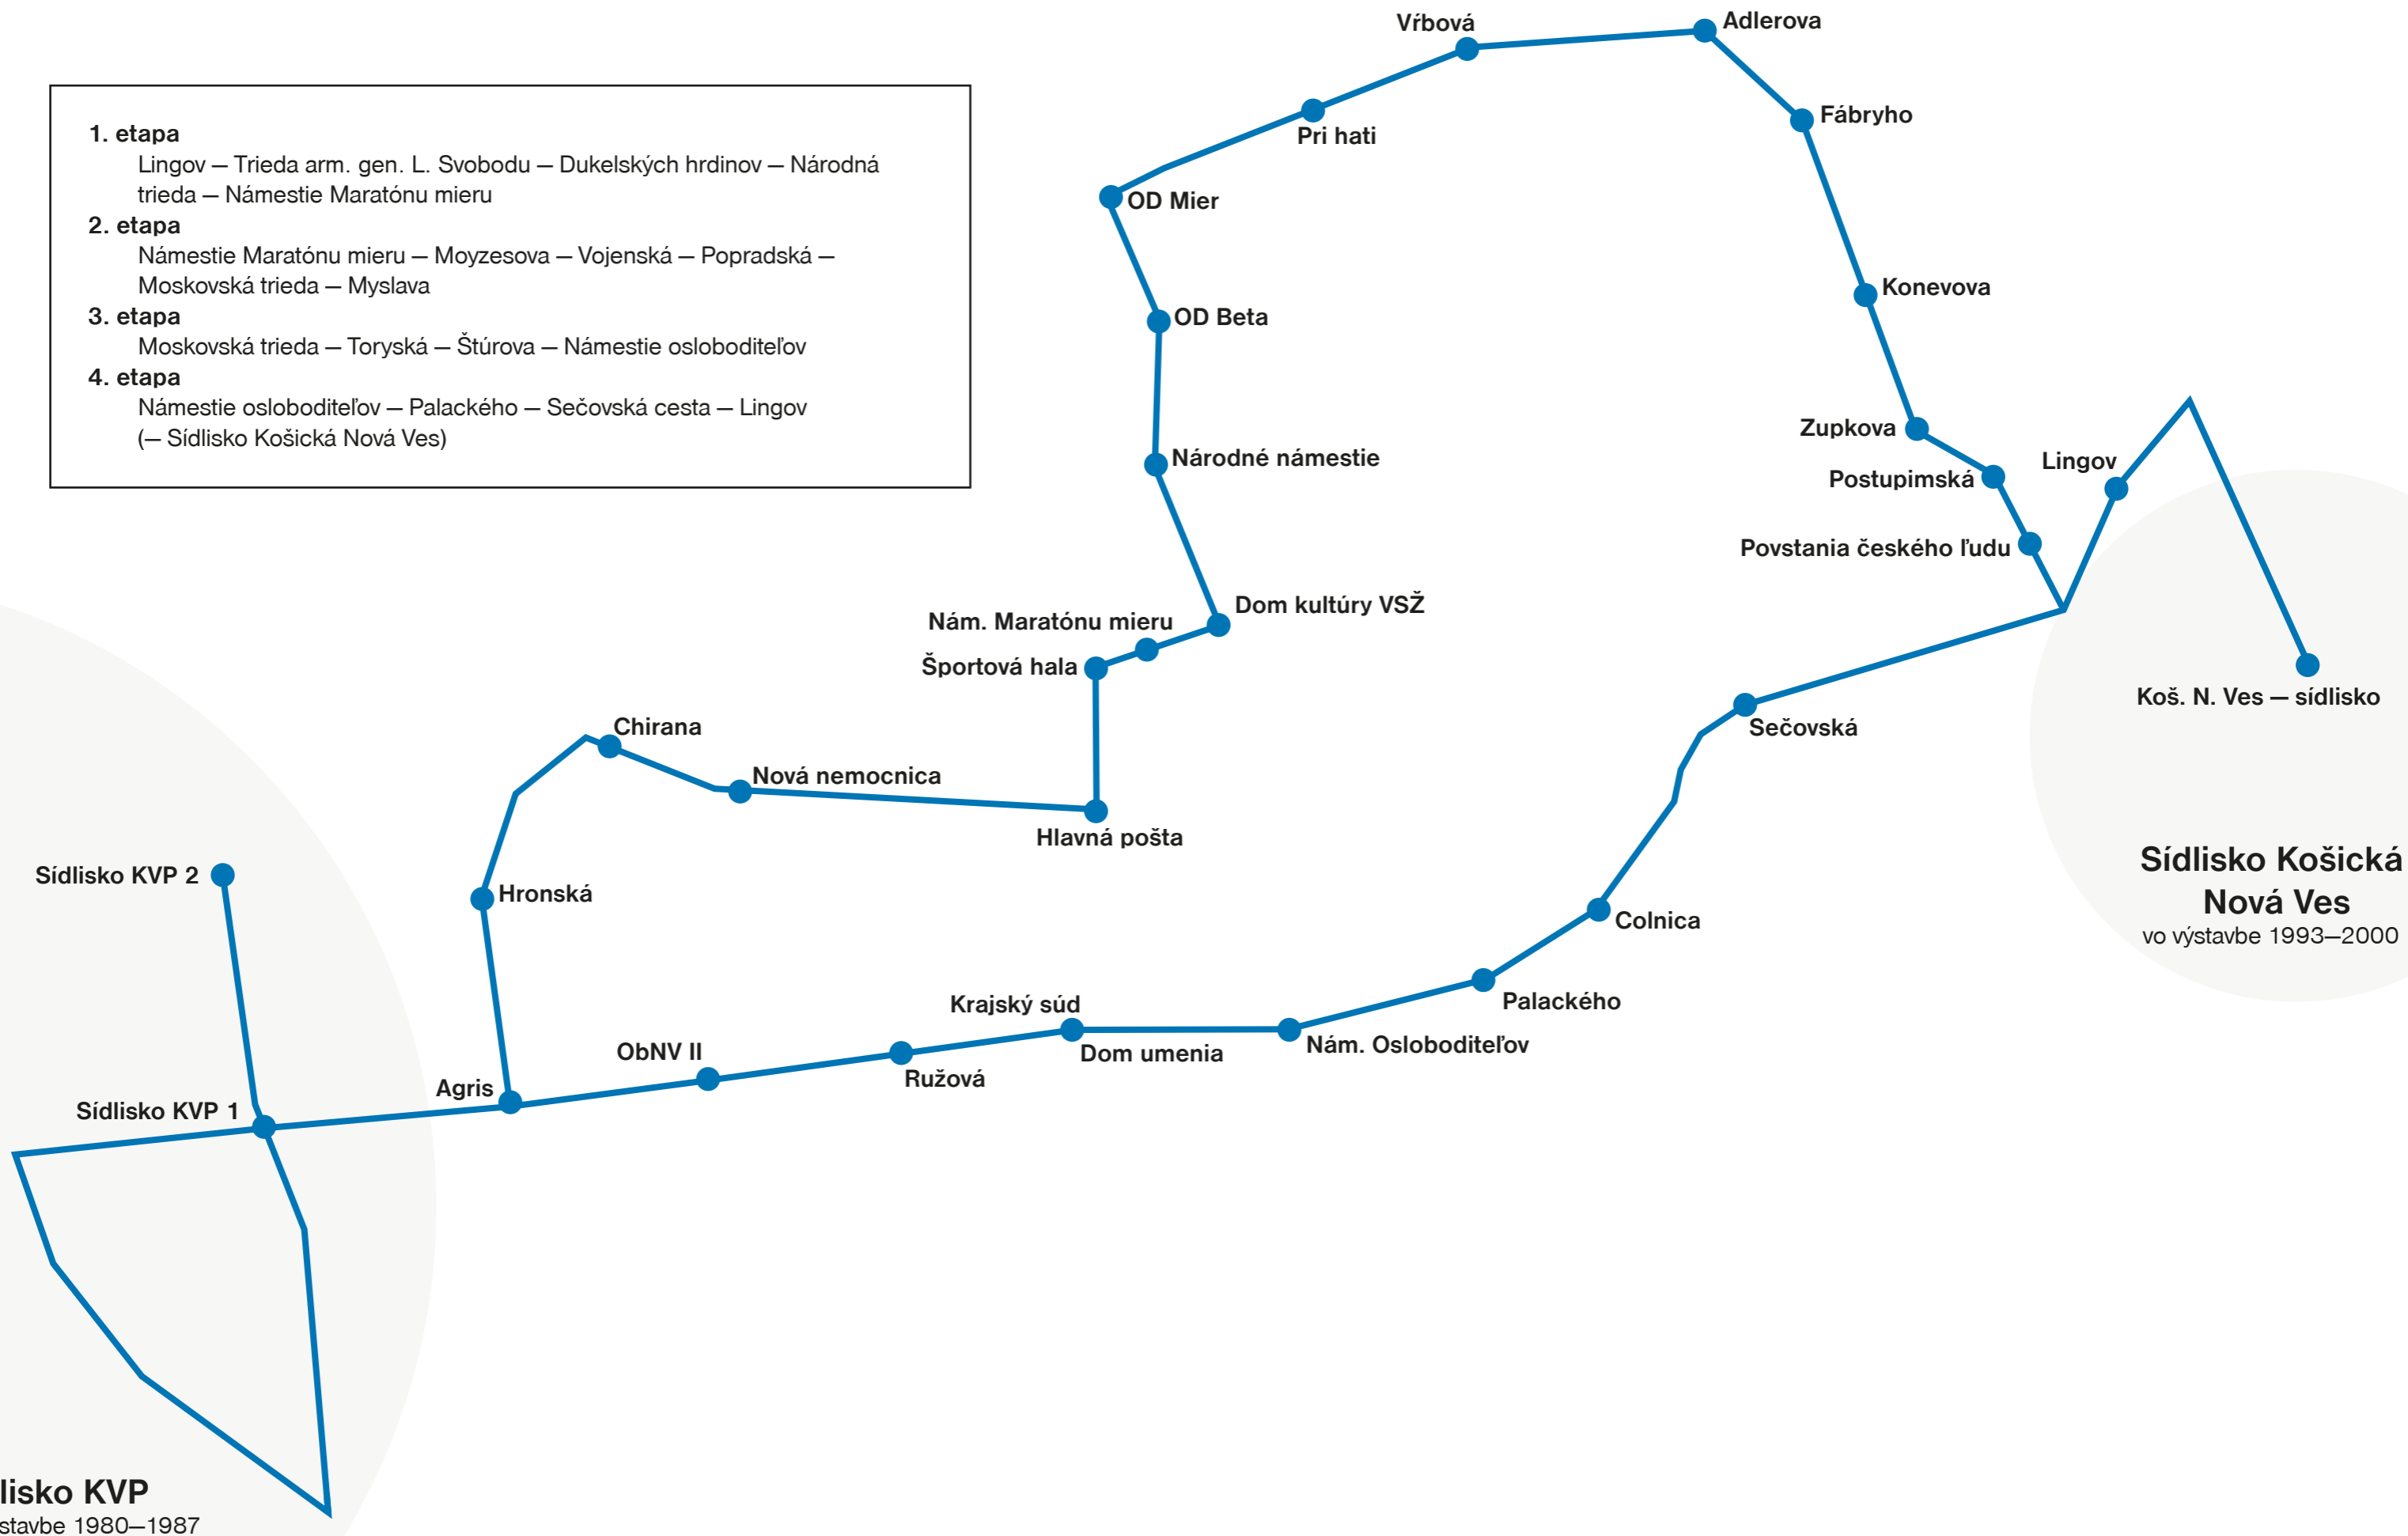 Vŕbová
Adlerova
1. etapa
Lingov — Trieda arm. gen. L. Svobodu — Dukelských hrdinov — Národná
trieda — Námestie Maratónu mieru
2. etapa
Námestie Maratónu mieru — Moyzesova — Vojenská — Popradská —
Moskovská trieda — Myslava
3. etapa
Moskovská trieda — Toryská — Štúrova — Námestie osloboditeľov
4. etapa
Námestie osloboditeľov — Palackého — Sečovská cesta — Lingov
(— Sídlisko Košická Nová Ves)
Fábryho
Pri hati
OD Mier
Konevova
OD Beta
Zupkova
Národné námestie
Lingov
Postupimská
Povstania českého ľudu
Dom kultúry VSŽ
Nám. Maratónu mieru
Športová hala
Koš. N. Ves — sídlisko
Chirana
Sečovská
Nová nemocnica
Hlavná pošta
Sídlisko Košická
Nová Ves
vo výstavbe 1993—2000
Sídlisko KVP 2
Hronská
Colnica
Krajský súd
Palackého
Nám. Osloboditeľov
ObNV II
Dom umenia
Ružová
Agris
Sídlisko KVP 1
lisko KVP
stavbe 1980—1987